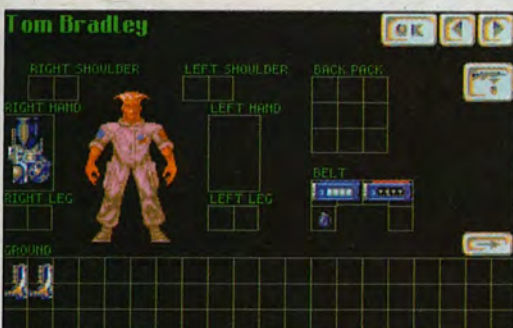 Tom Bradley
OK
RIGHT SHOULDER LEFT SHOULDER BACK PACK
RIGHT HAND LEFT HAND
BELT
RIGHT LEG LEFT LEG
GROUND